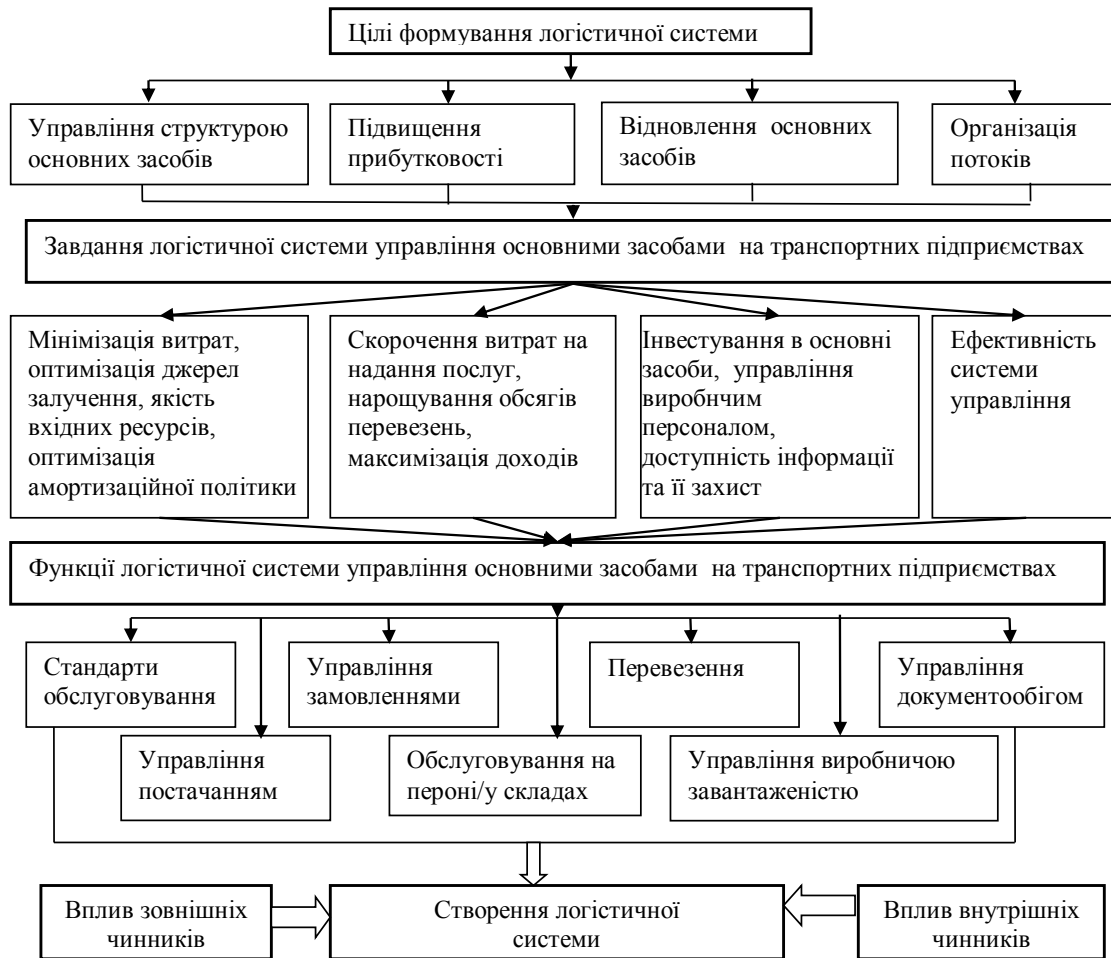 Цілі формування логістичної системи
Управління структурою
основних засобів
Підвищення
прибутковості
Відновлення основних
засобів
Організація
потоків
Завдання логістичної системи управління основними засобами на транспортних підприємствах
Мінімізація витрат,
оптимізація джерел
залучення, якість
вхідних ресурсів,
оптимізація
амортизаційної політики
Скорочення витрат на
надання послуг,
нарощування обсягів
перевезень,
максимізація доходів
Інвестування в основні
засоби, управління
виробнчим
персоналом,
доступність інформації
та її захист
Ефективність
системи
управління
Функції логістичної системи управління основними засобами на транспортних підприємствах
Стандарти
обслуговування
Управління
замовленнями
Перевезення
Управління
документообігом
Управління
постачанням
Обслуговування на
пероні/у складах
Управління виробничою
завантаженістю
Вплив зовнішніх
чинників
Створення логістичної
системи
Вплив внутрішніх
чинників